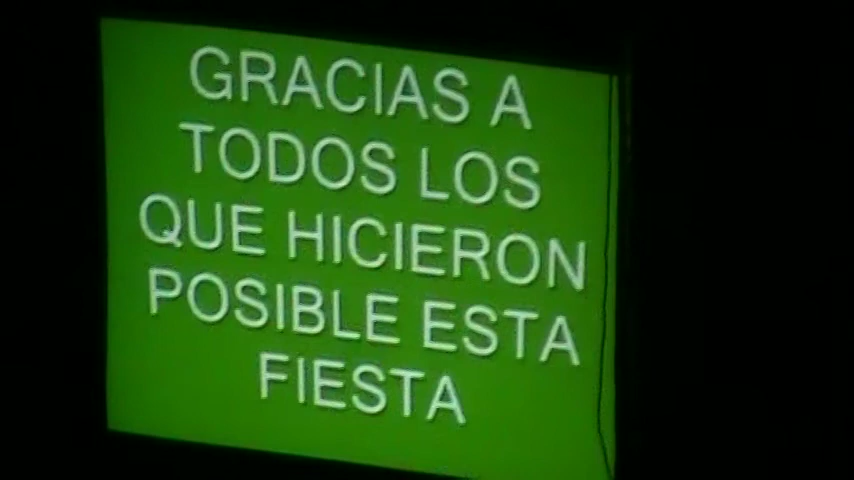 GRACIAS A
TODOS LOS
QUE HICIERON
POSIBLE ESTA
FIESTA